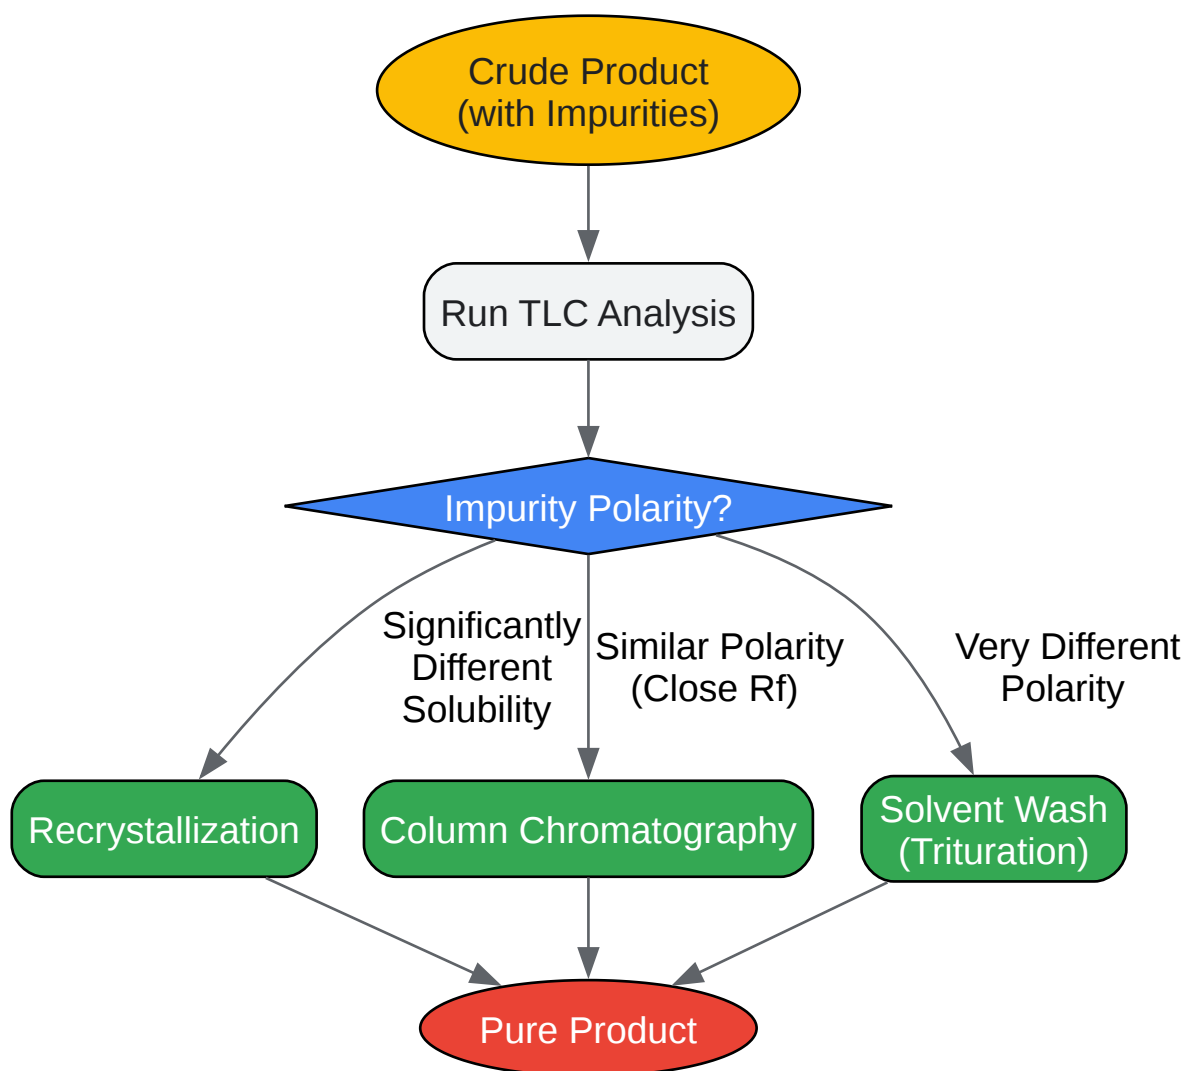 Crude Product
(with Impurities)
Run TLC Analysis
Impurity Polarity?
Significantly
Different
Solubility
Similar Polarity
(Close Rf)
Very Different
Polarity
Recrystallization
Column Chromatography
Solvent Wash
(Trituration)
Pure Product